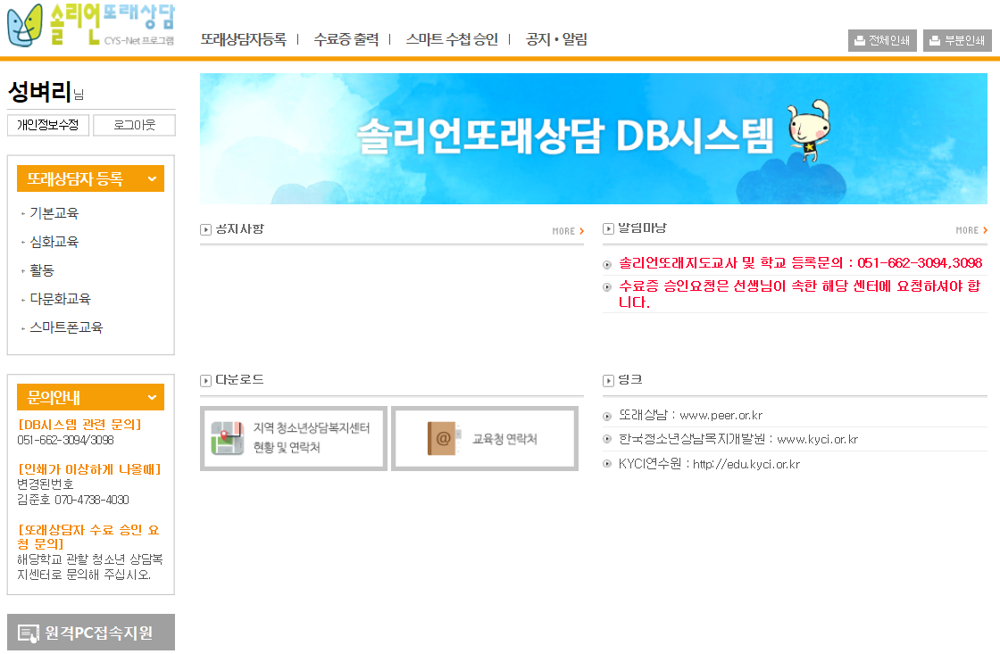 솔리언또래상담
CYS-Net 프로그램
또래상담자등록 | 수료증 출력 | 스마트 수첩 승인 | 공지 • 알림
전체인쇄 부분인쇄
성벼리님
개인정보수정 로그아웃
또래상담자 등록
기본교육
심화교육
활동
다문화교육
스마트폰교육
문의안내
[DB시스템 관련 문의]
051-662-3094/3098
[인쇄가 이상하게 나올때]
변경된번호
김준호 070-4738-4030
[또래상담자 수료 승인 요
청 문의]
해당학교 관할 청소년 상담복
지센터로 문의해 주십시오.
원격PC접속지원
솔리언또래상담 DB시스템
공지사항 MORE
알림마당 MORE
솔리언또래지도교사 및 학교 등록문의 : 051-662-3094,3098
수료증 승인요청은 선생님이 속한 해당 센터에 요청하셔야 합
니다.
다운로드
지역 청소년상담복지센터
현황 및 연락처
교육청 연락처
링크
또래상남 : www.peer.or.kr
한국청소년상남목지개발원 : www.kyci.or.kr
KYCI연수원 : http://edu.kyci.or.kr